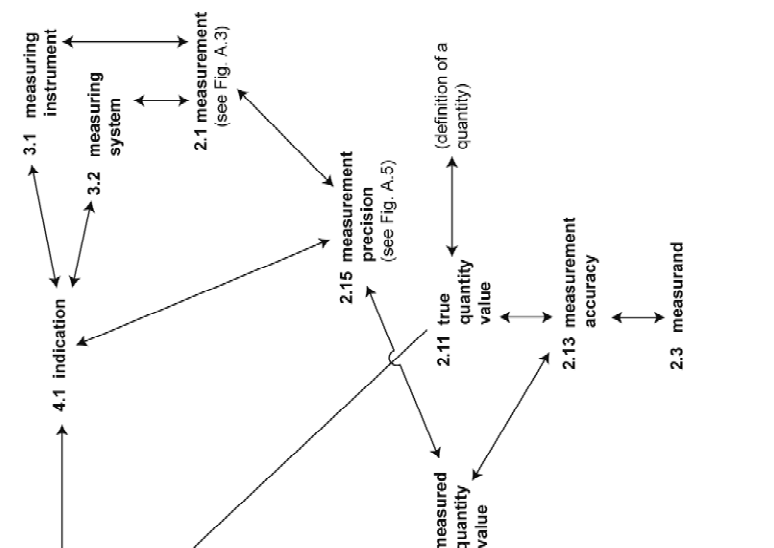 3.1 measuring
instrument
3.2 measuring
system
2.1 measurement
(see Fig. A.3)
4.1 indication
2.15 measurement
precision
(see Fig. A.5)
(definition of a
quantity)
2.11 true
quantity
value
2.13 measurement
accuracy
2.3 measurand
measured
quantity
value